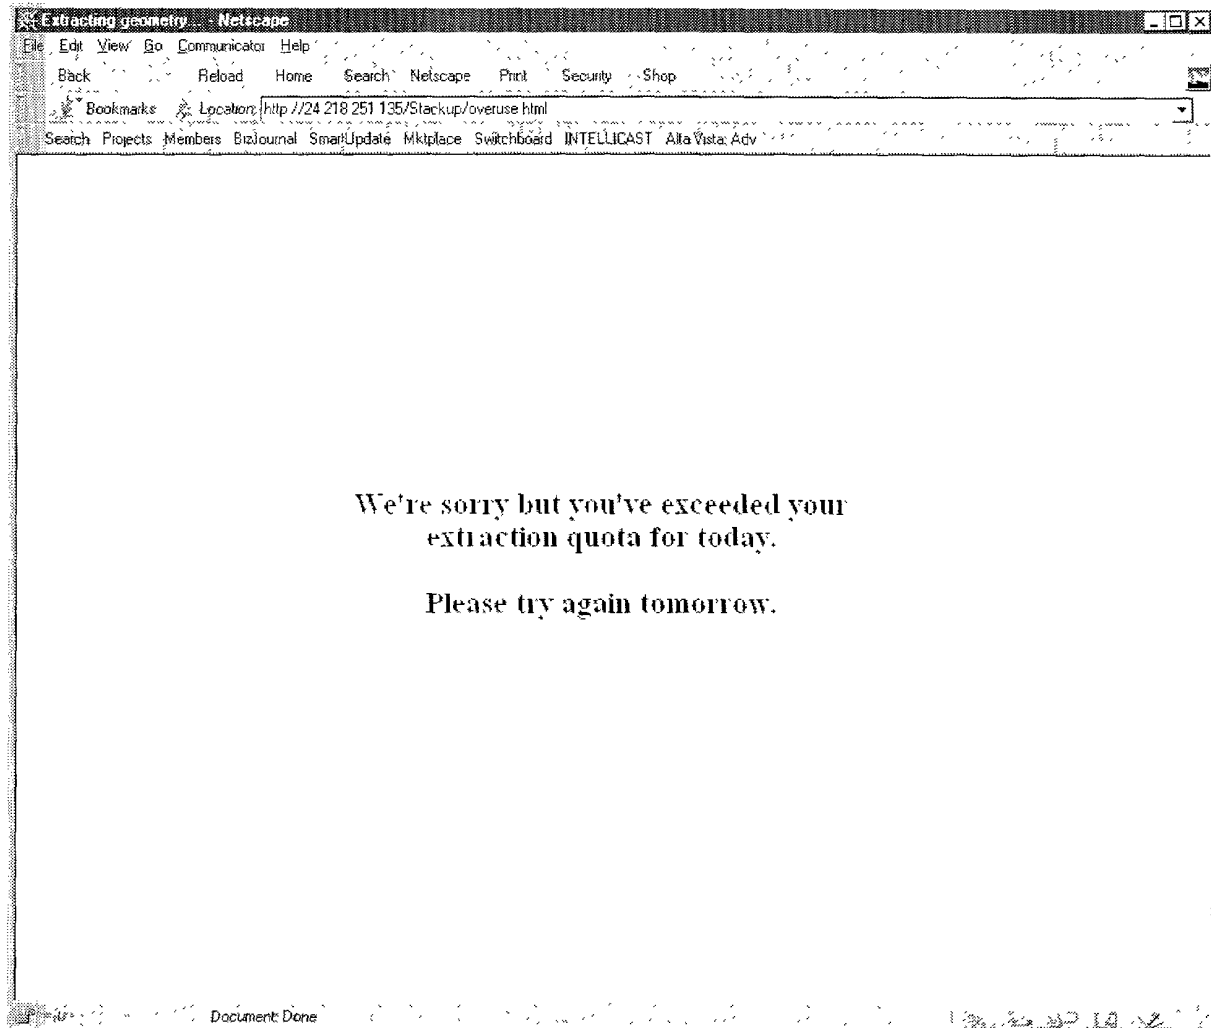 Extracting geometry... - Netscape
File Edit View Go Communicator Help
Back Reload Home Search Netscape Print Security Shop
Bookmarks Location: http //24 218 251 135/Stackup/overuse html
Search Projects Members BizJournal SmartUpdate Mktplace Switchboard INTELLICAST Alta Vista: Adv
We're sorry but you've exceeded your
extraction quota for today.
Please try again tomorrow.
Document: Done